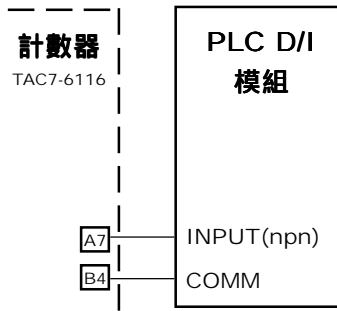 計數器
TAC7-6116
PLC D/I
模組
A7
INPUT(npn)
B4
COMM